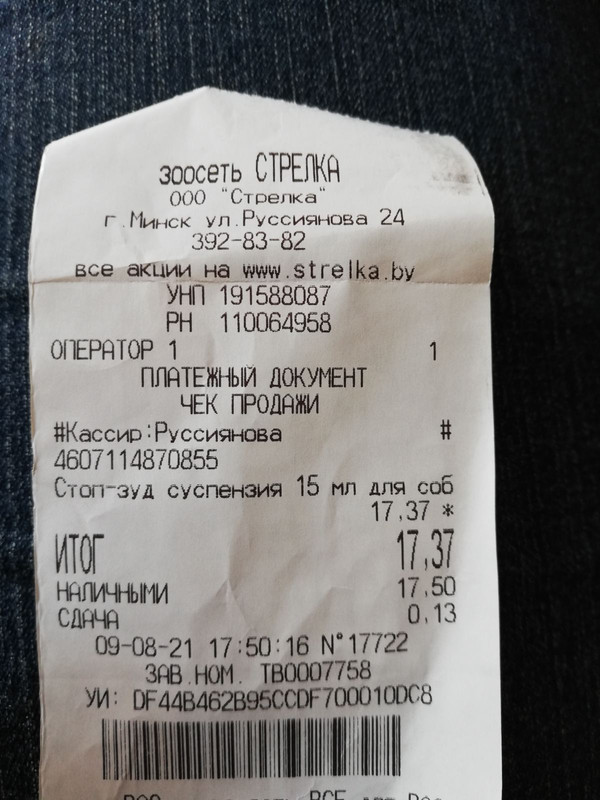 зоосеть СТРЕЛКА
ООО "Стрелка"
г.Минск ул.Руссиянова 24
392-83-82
все акции на www.strelka.by
УНП 191588087
РН 110064958
ОПЕРАТОР 1 1
ПЛАТЕЖНЫЙ ДОКУМЕНТ
ЧЕК ПРОДАЖИ
#Кассир:Руссиянова #
4607114870855
Стоп-зуд суспензия 15 мл для соб
17,37 *
ИТОГ 17,37
НАЛИЧНЫМИ 17,50
СДАЧА 0,13
09-08-21 17:50:16 N°17722
ЗАВ.НОМ. ТВ0007758
УИ: DF44B462B95CCDF700010DC8
ВСЕ для Вас